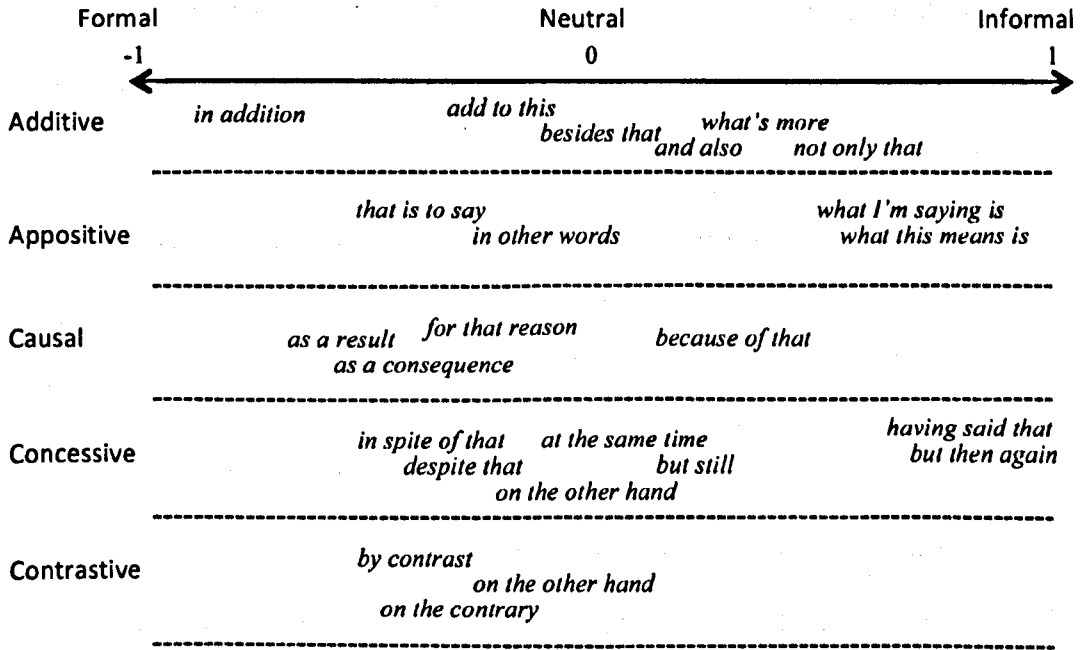 Formal Neutral Informal
-1 0 1
Additive in addition add to this what's more
besides that and also not only that
Appositive that is to say what I'm saying is
in other words what this means is
Causal as a result for that reason because of that
as a consequence
Concessive in spite of that at the same time having said that
despite that but still but then again
on the other hand
Contrastive by contrast
on the other hand
on the contrary